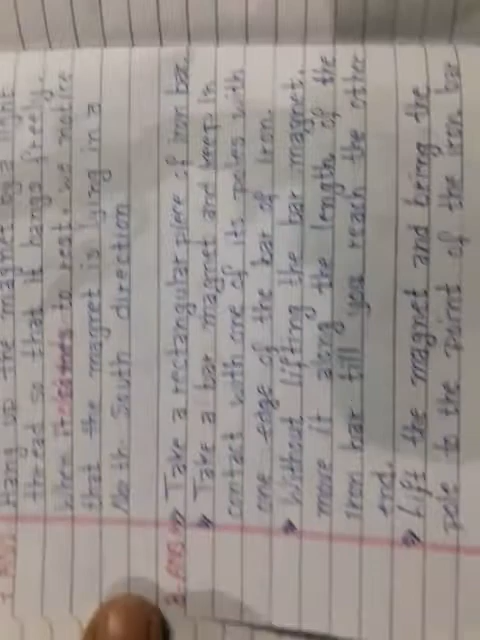 Hang up the magnet by a light
thread so that it hangs freely.
When it comes to rest, we notice
that the magnet is lying in a
North-South direction
3. Ans Take a rectangular piece of iron bar.
Take a bar magnet and keep in
contact with one of its poles with
one edge of the bar of iron.
Without lifting the bar magnet,
move it along the length of the
iron bar till you reach the other
end.
Lift the magnet and bring the
pole to the point of the iron bar